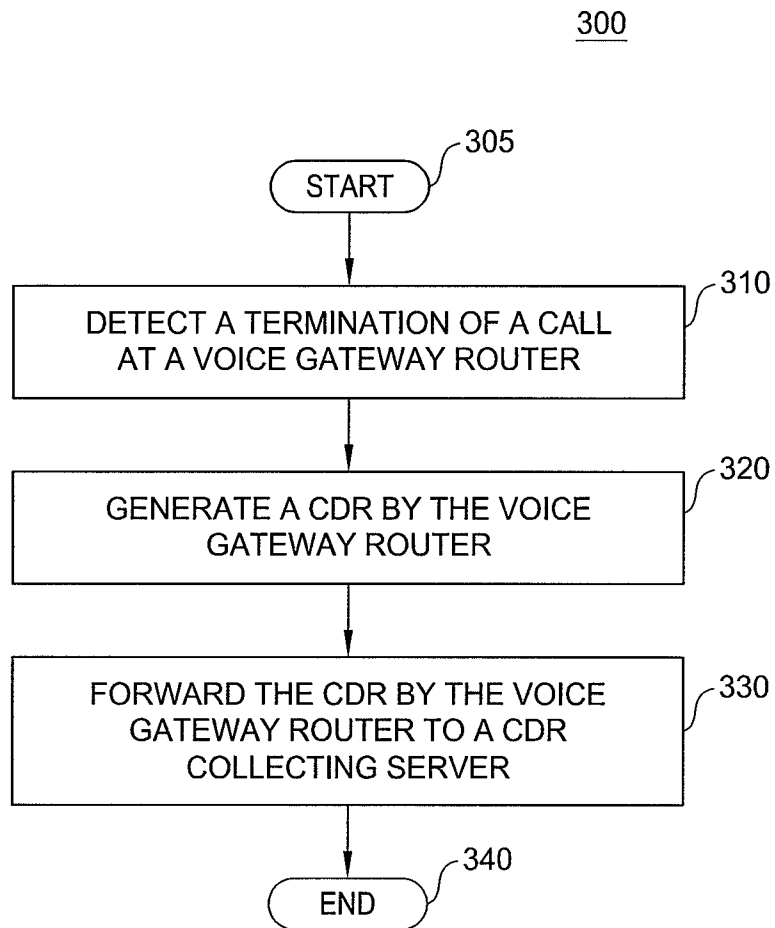 300
305
START
310
DETECT A TERMINATION OF A CALL
AT A VOICE GATEWAY ROUTER
320
GENERATE A CDR BY THE VOICE
GATEWAY ROUTER
330
FORWARD THE CDR BY THE VOICE
GATEWAY ROUTER TO A CDR
COLLECTING SERVER
340
END